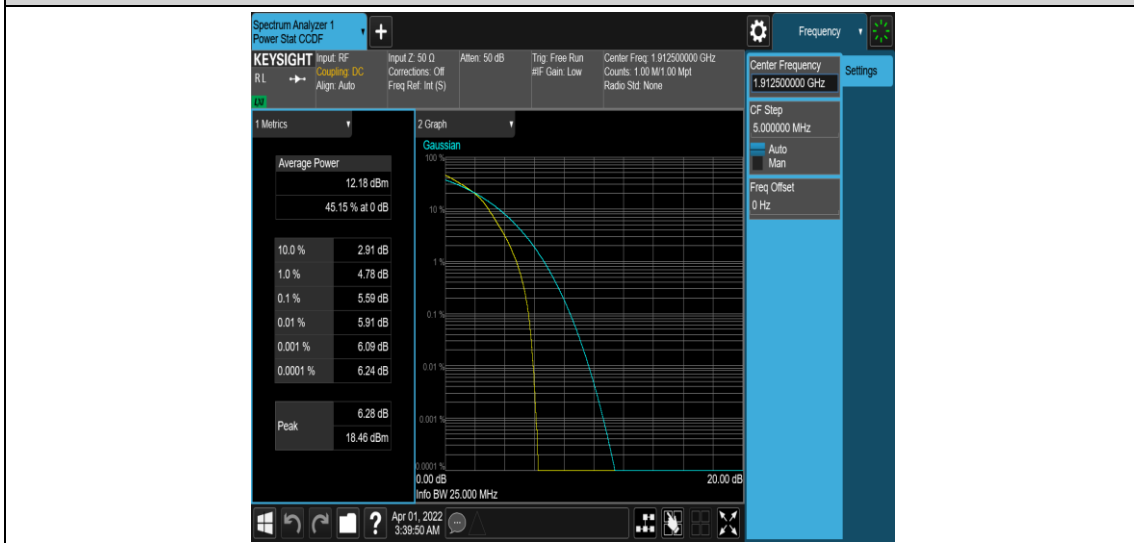 Spectrum Analyzer 1
Power Stat CCDF
Frequency
KEYSIGHT
Input: RF
Coupling: DC
Align: Auto
RL
Input Z: 50 Ω
Corrections: Off
Freq Ref: Int (S)
Atten: 50 dB
Trig: Free Run
#IF Gain: Low
Center Freq: 1.912500000 GHz
Counts: 1.00 M/1.00 Mpt
Radio Std: None
Center Frequency
1.912500000 GHz
Settings
CF Step
5.000000 MHz
Auto
Man
Freq Offset
0 Hz
1 Metrics
Average Power
12.18 dBm
45.15 % at 0 dB
10.0 % 2.91 dB
1.0 % 4.78 dB
0.1 % 5.59 dB
0.01 % 5.91 dB
0.001 % 6.09 dB
0.0001 % 6.24 dB
Peak
6.28 dB
18.46 dBm
2 Graph
Gaussian
100 %
10 %
1 %
0.1 %
0.01 %
0.001 %
0.0001 %
0.00 dB 20.00 dB
Info BW 25.000 MHz
?
Apr 01, 2022
3:39:50 AM